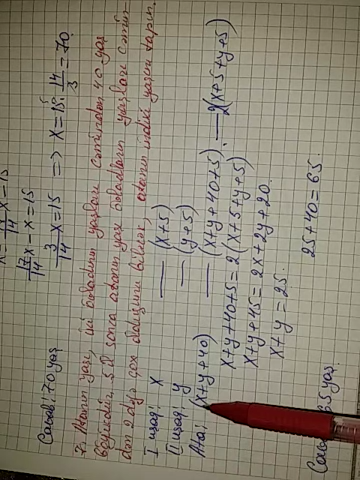 14 x = 15
17/14 x - x = 15
3/14 x = 15 => x = 15 · 14/3 = 70.
Cavab: 70 yaş
7. Atanın yaşı, iki övladının yaşları cəmindən 40 yaş
böyükdür. 5 il sonra atanın yaşı övladların yaşları cəmin-
dən 2 dəfə çox olduğunu bilərək, atanın indiki yaşını tapın.
I uşaq: x —— (x+5)
II uşaq: y —— (y+5)
Ata: (x+y+40) —— (x+y+40+5) —— 2(x+5+y+5)
x+y+40+5 = 2(x+5+y+5)
x+y+45 = 2x+2y+20
x+y = 25. 25+40 = 65
65 yaş.